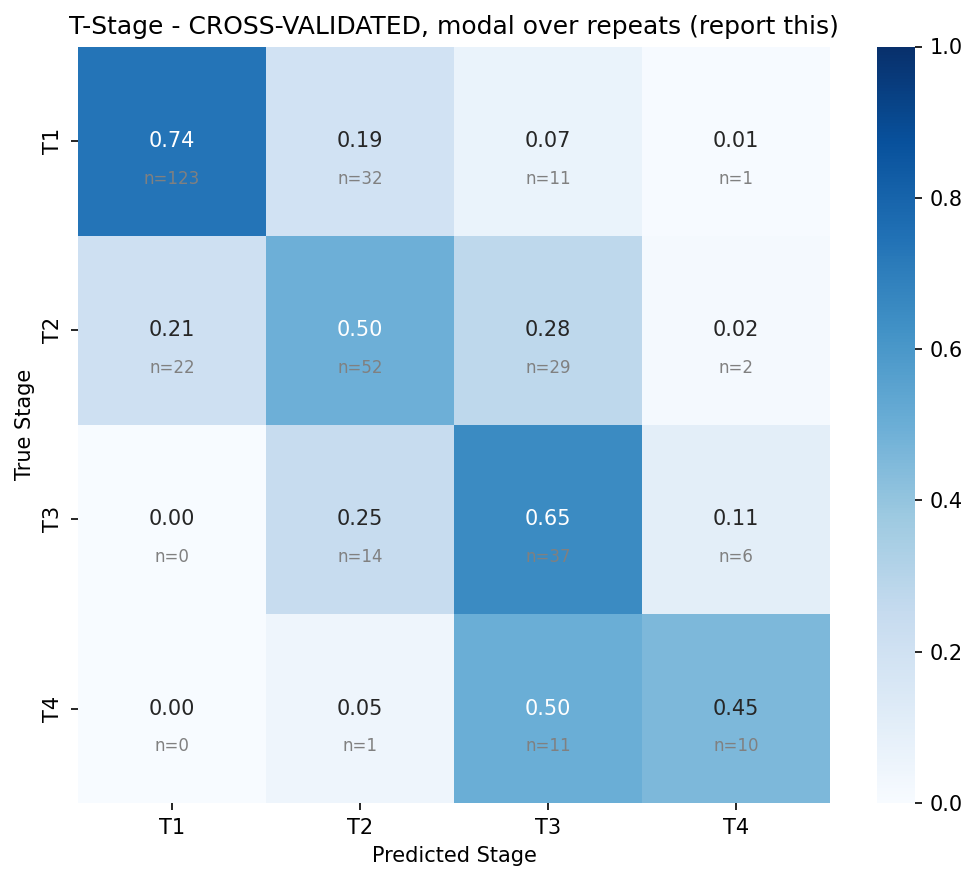 T-Stage - CROSS-VALIDATED, modal over repeats (report this)
1.0
T1
0.74
0.19
0.07
0.01
n=123
n=32
n=11
n=1
0.8
T2
0.21
0.50
0.28
0.02
n=22
n=52
n=29
n=2
0.6
True Stage
T3
0.00
0.25
0.65
0.11
n=0
n=14
n=37
n=6
0.4
0.2
T4
0.00
0.05
0.50
0.45
n=0
n=1
n=11
n=10
0.0
T1
T2
T3
T4
Predicted Stage